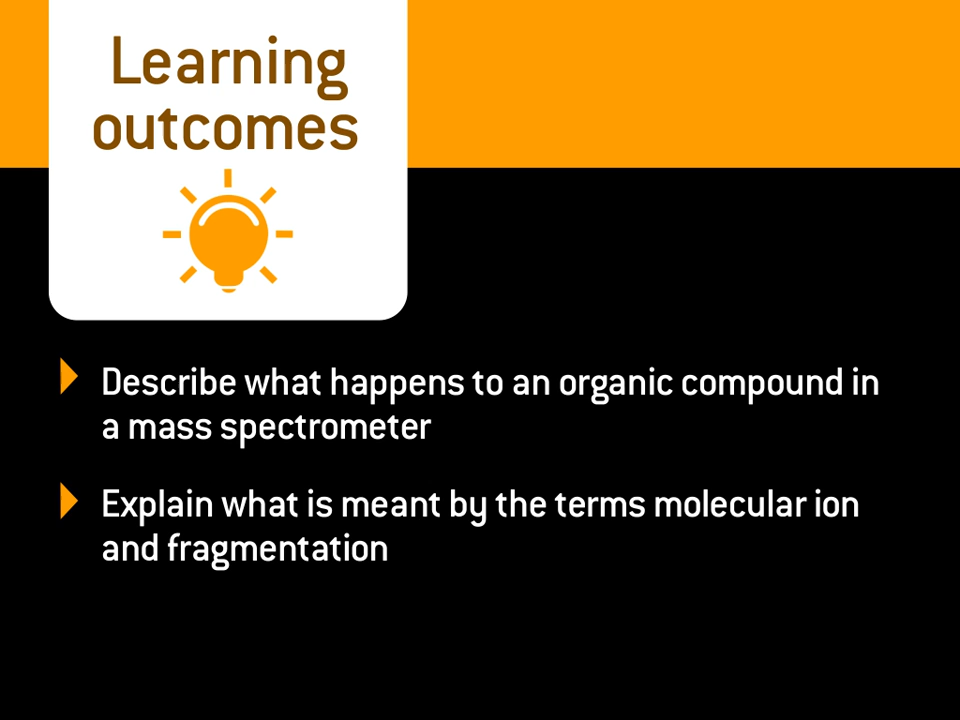 Learning
outcomes
Describe what happens to an organic compound in
a mass spectrometer
Explain what is meant by the terms molecular ion
and fragmentation